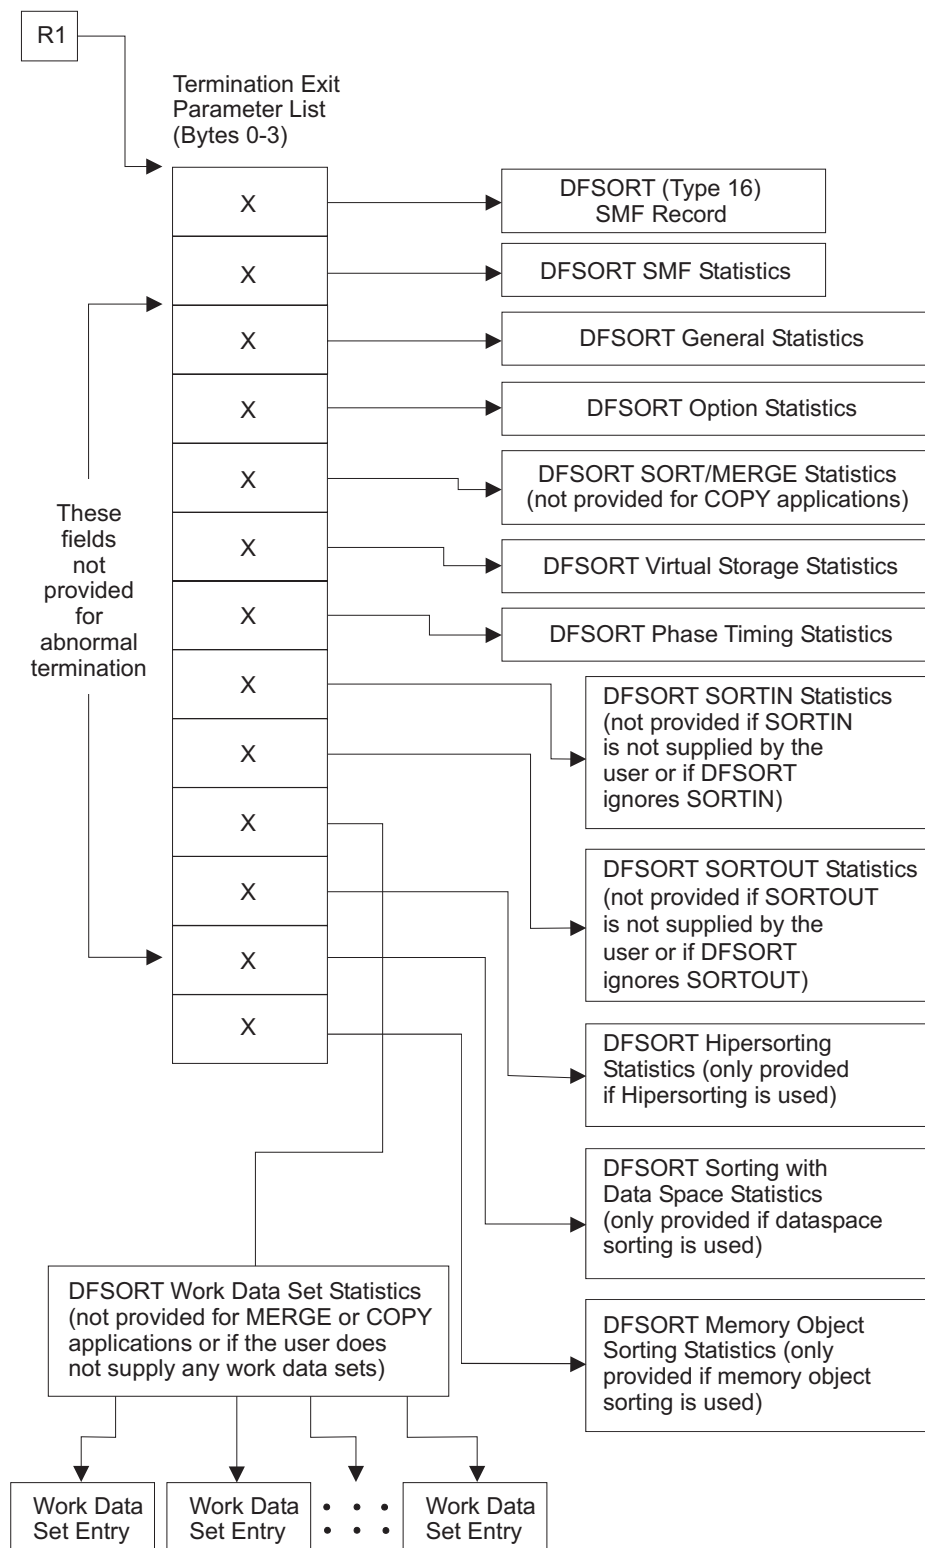 R1
Termination Exit
Parameter List
(Bytes 0-3)
X
DFSORT (Type 16)
SMF Record
X
DFSORT SMF Statistics
X
DFSORT General Statistics
X
DFSORT Option Statistics
X
DFSORT SORT/MERGE Statistics
(not provided for COPY applications)
X
DFSORT Virtual Storage Statistics
X
DFSORT Phase Timing Statistics
These
fields
not
provided
for
abnormal
termination
X
DFSORT SORTIN Statistics
(not provided if SORTIN
is not supplied by the
user or if DFSORT
ignores SORTIN)
X
DFSORT SORTOUT Statistics
(not provided if SORTOUT
is not supplied by the
user or if DFSORT
ignores SORTOUT)
X
X
DFSORT Hipersorting
Statistics (only provided
if Hipersorting is used)
X
DFSORT Sorting with
Data Space Statistics
(only provided if dataspace
sorting is used)
X
DFSORT Memory Object
Sorting Statistics (only
provided if memory object
sorting is used)
DFSORT Work Data Set Statistics
(not provided for MERGE or COPY
applications or if the user does
not supply any work data sets)
Work Data
Set Entry
Work Data
Set Entry
• • •
• • •
Work Data
Set Entry